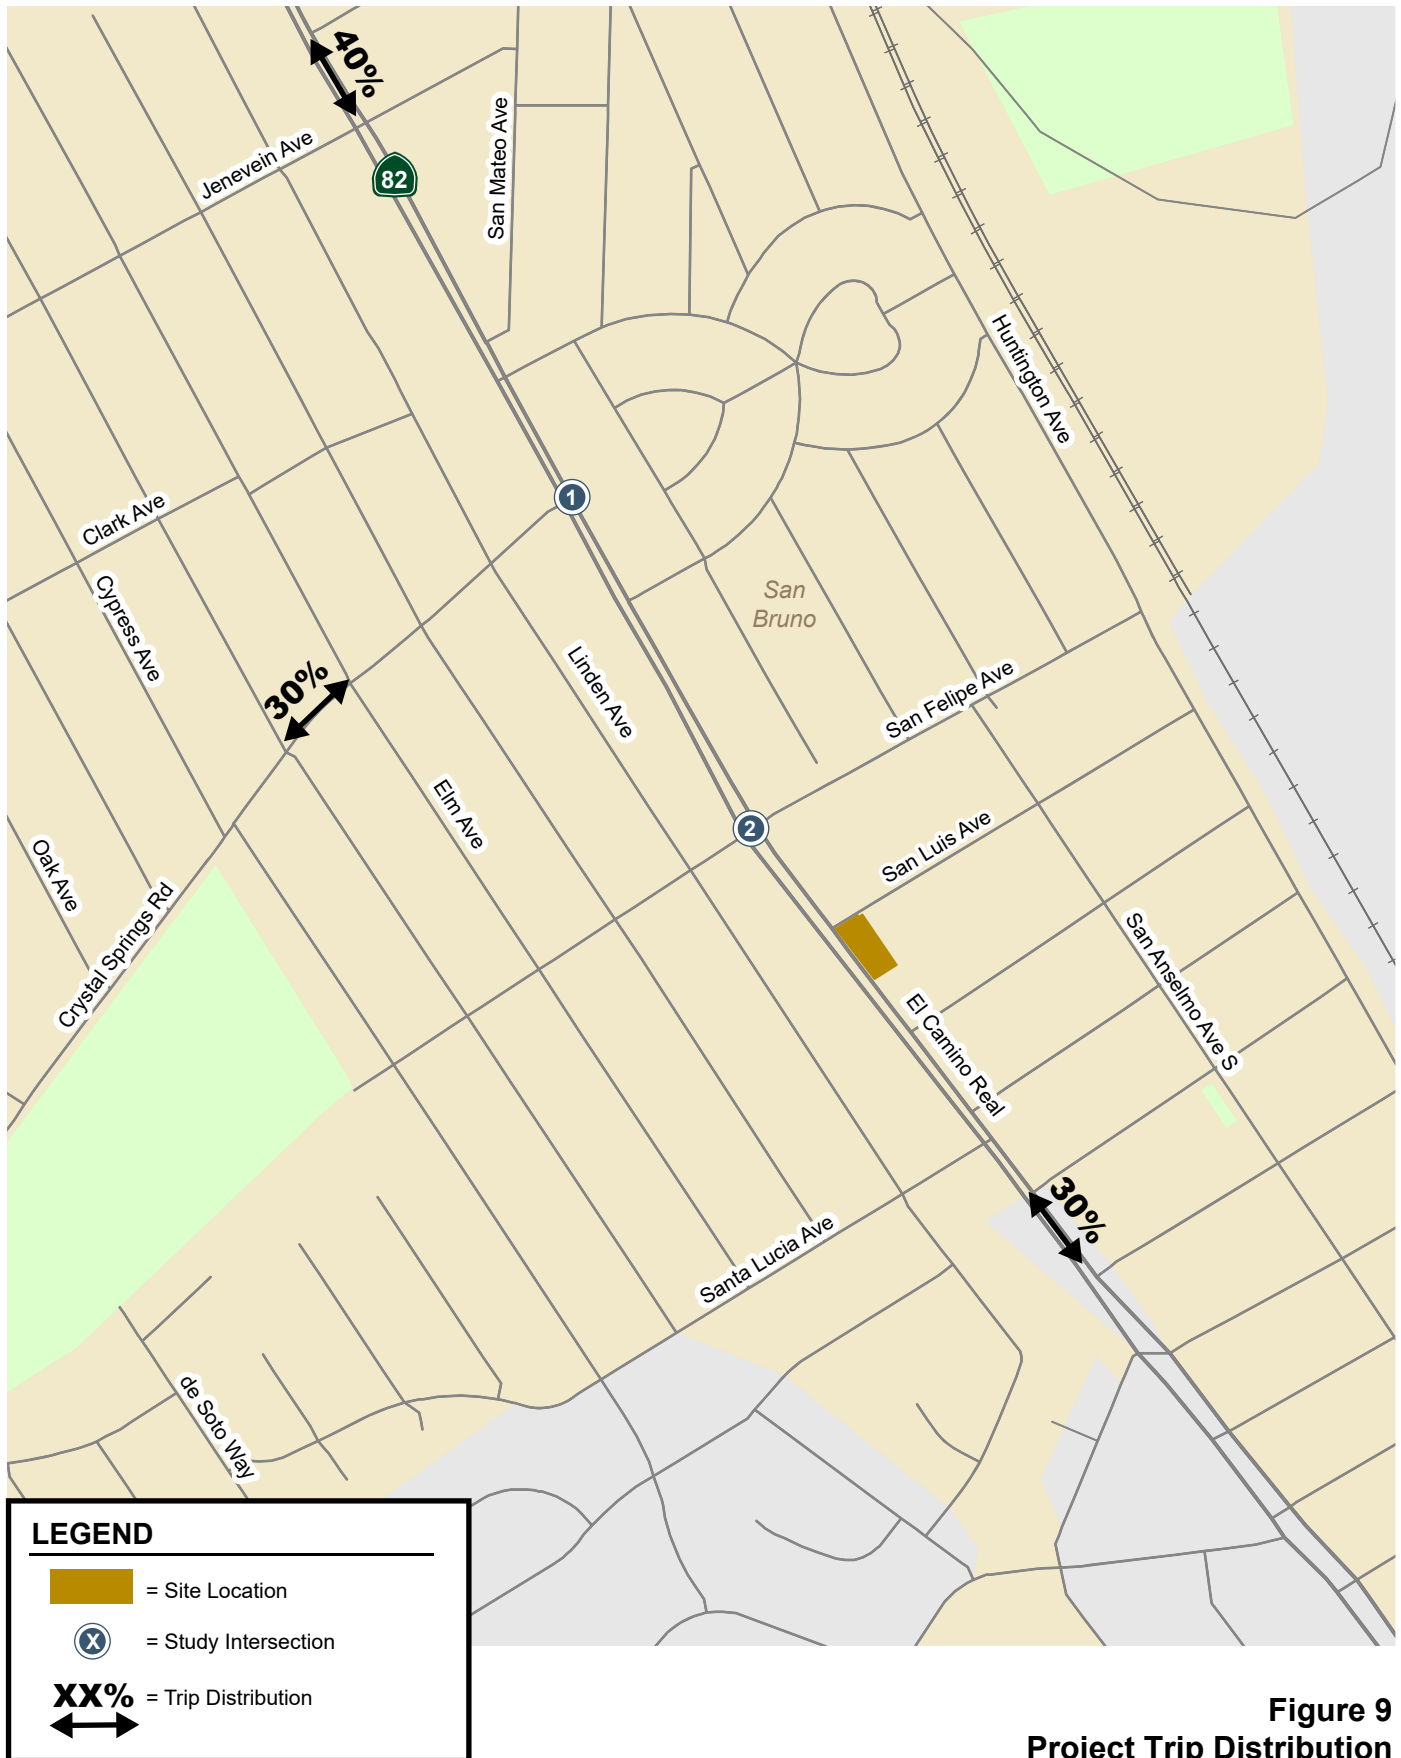 40%
Jenevein Ave
82
San Mateo Ave
Huntington Ave
1
Clark Ave
Cypress Ave
San
Bruno
30%
Linden Ave
San Felipe Ave
Elm Ave
2
San Luis Ave
Oak Ave
Crystal Springs Rd
San Anselmo Ave S
El Camino Real
30%
Santa Lucia Ave
de Soto Way
LEGEND
= Site Location
X = Study Intersection
XX% = Trip Distribution
Figure 9
Project Trip Distribution